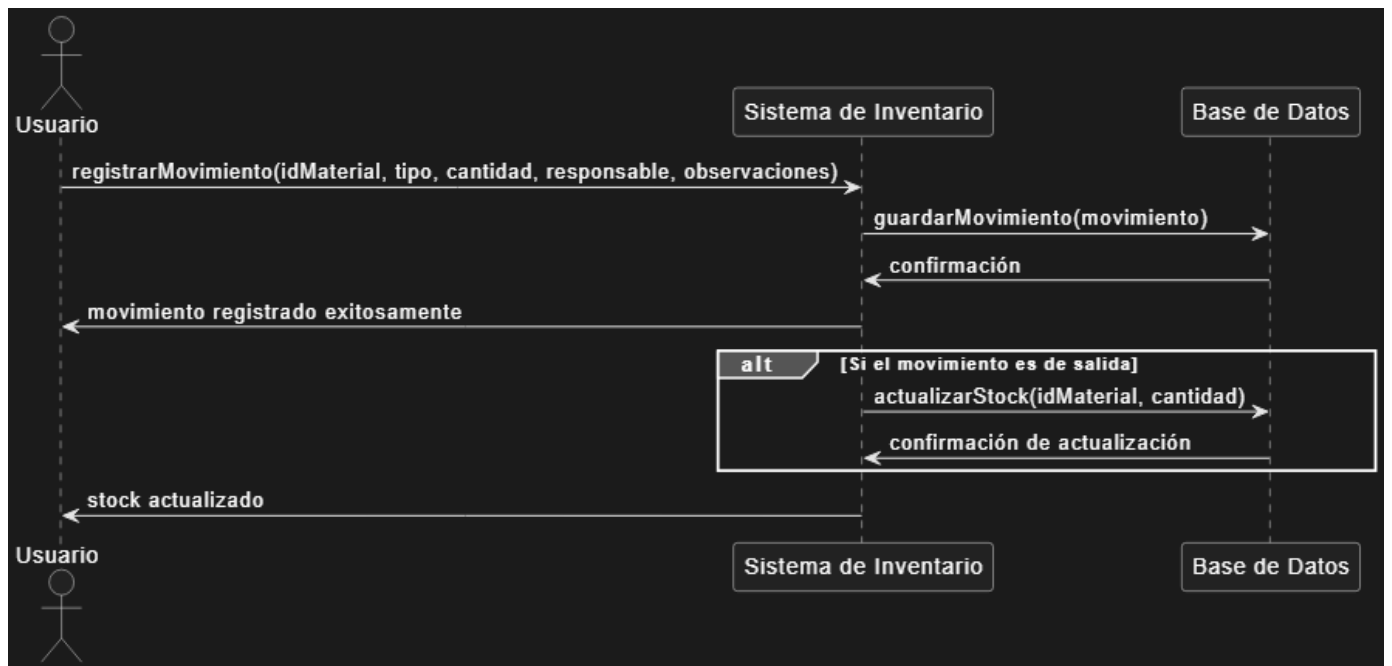 Usuario
Sistema de Inventario
Base de Datos
registrarMovimiento(idMaterial, tipo, cantidad, responsable, observaciones)
guardarMovimiento(movimiento)
confirmación
movimiento registrado exitosamente
alt
[Si el movimiento es de salida]
actualizarStock(idMaterial, cantidad)
confirmación de actualización
stock actualizado
Usuario
Sistema de Inventario
Base de Datos